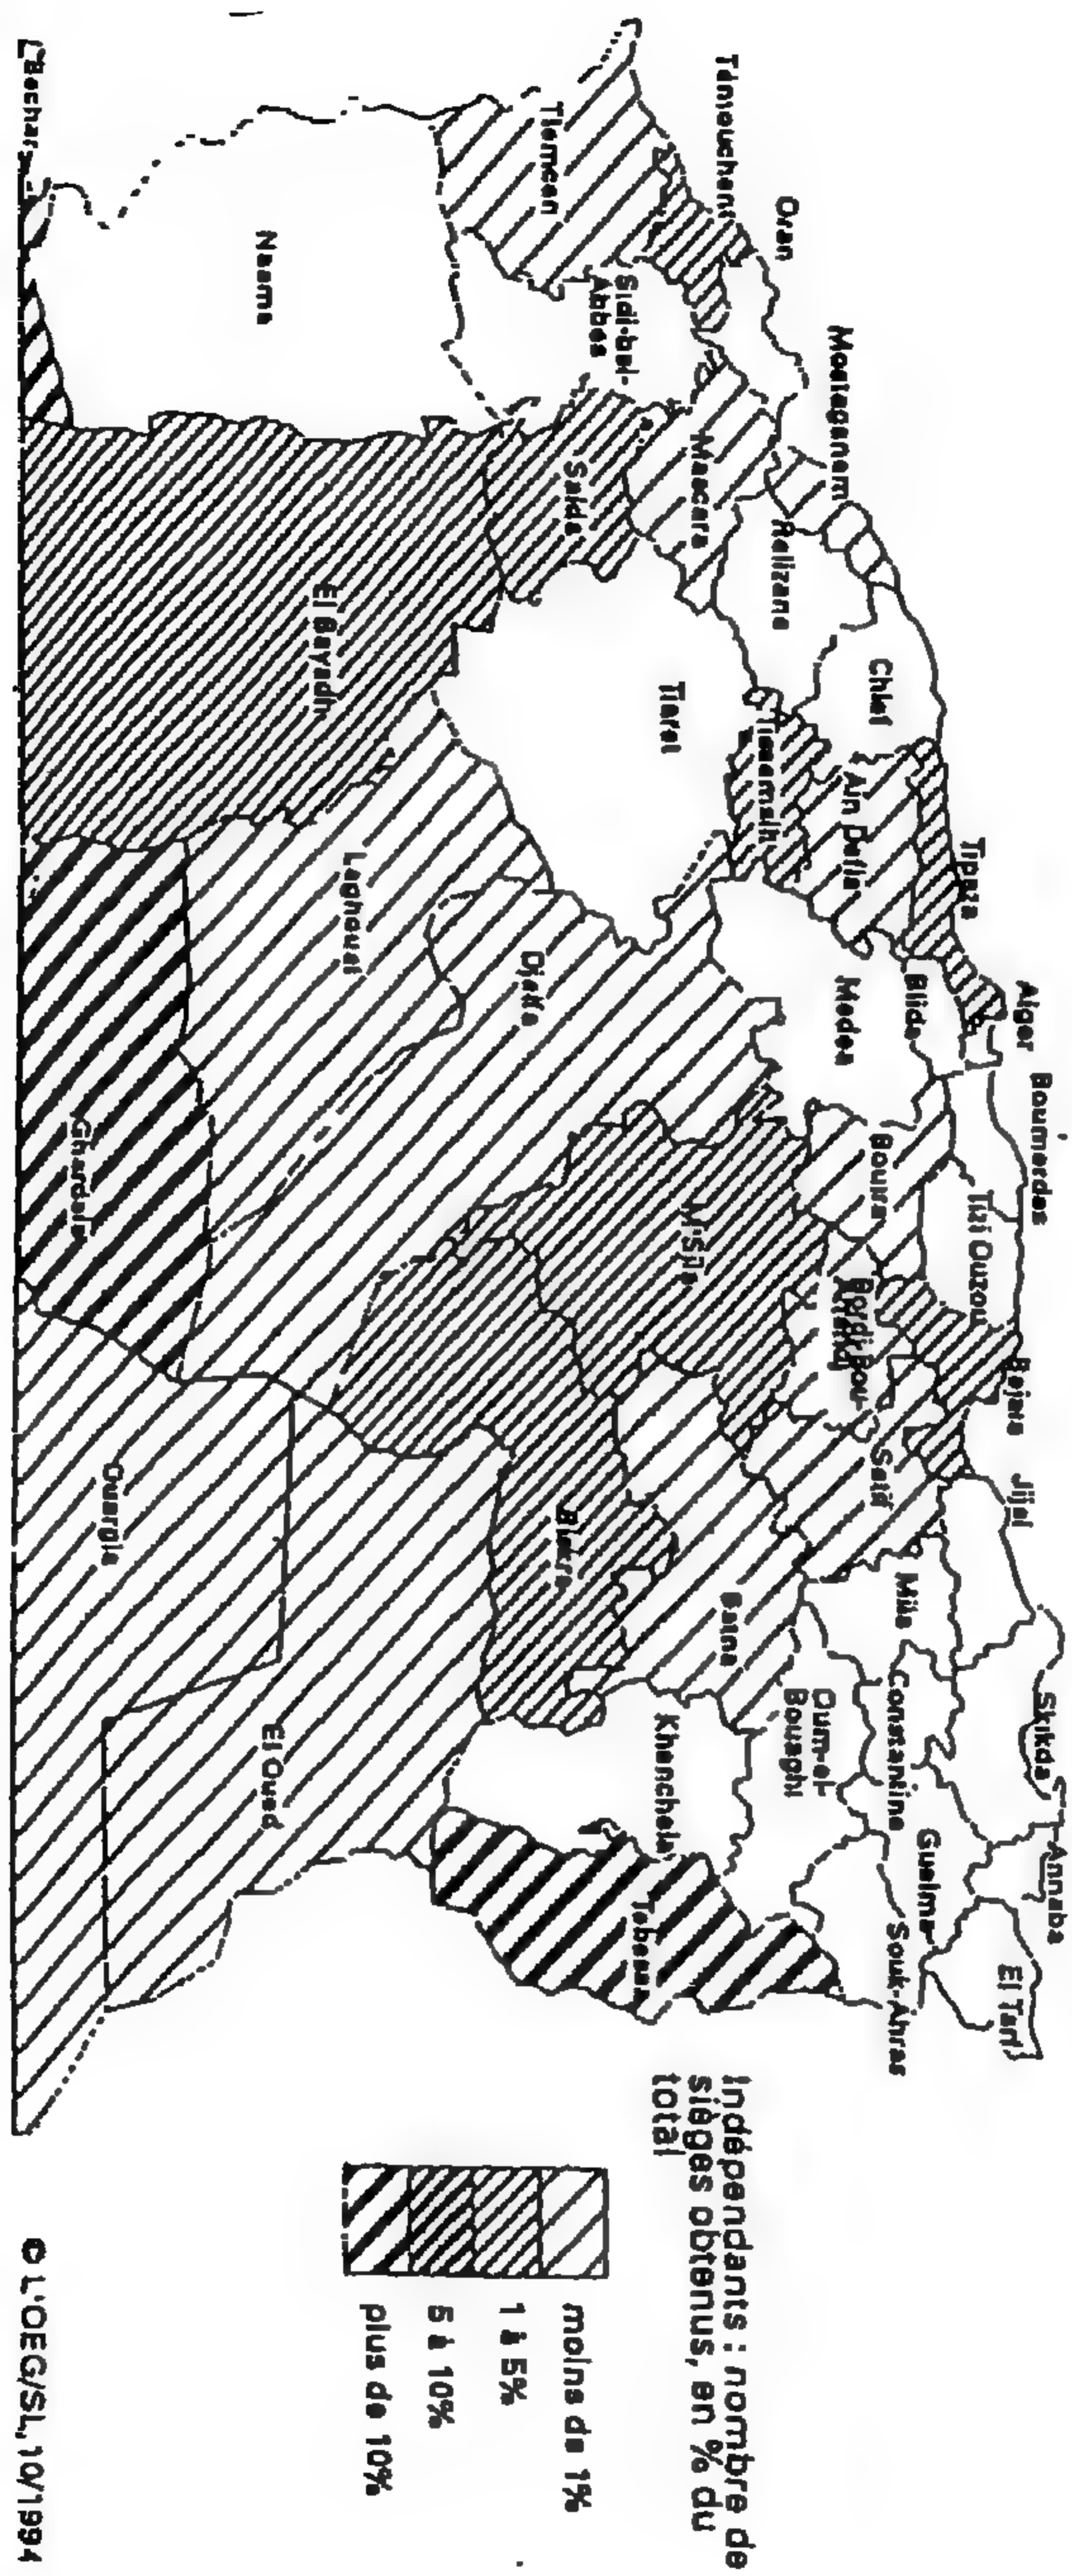 Annaba
Skikda
El Tarf
Jijel
Bejaia
Boumerdes
Alger
Tizi Ouzou
Guelma
Constantine
Souk-Ahras
Mila
Setif
Bordj Bou
Bouira
Blida
Tipaza
Medea
Ain Defla
Chlef
Mostaganem
Relizane
Oran
Oum-el-
Bouaghi
Batna
Khenchela
Tebessa
M'Sila
Tiaret
Mascara
Saida
Sidi-bel-
Abbes
Tlemcen
Biskra
Djelfa
Laghouat
El Bayadh
Naama
El Oued
Ouargla
Ghardaia
Bechar
Indépendants : nombre de
sièges obtenus, en % du
total
moins de 1%
1 à 5%
5 à 10%
plus de 10%
© L'OEG/SL, 10/1994